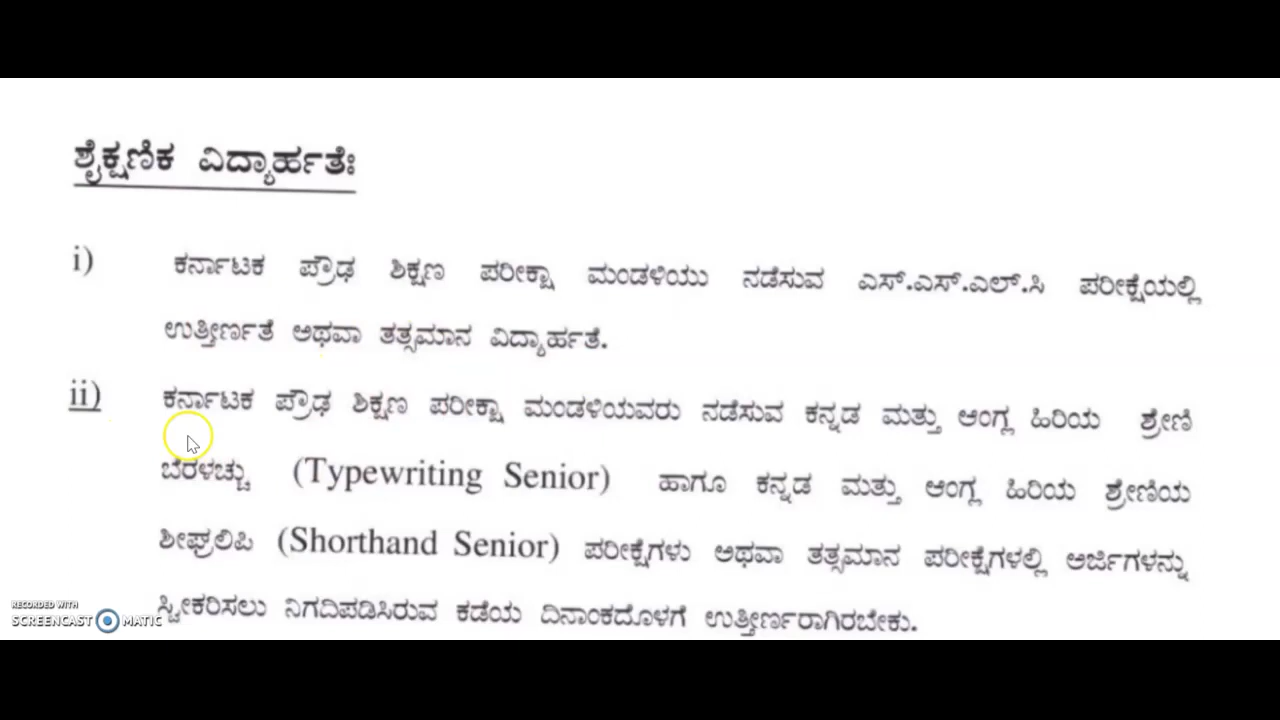 ಶೈಕ್ಷಣಿಕ ವಿದ್ಯಾರ್ಹತೆಃ
i) ಕರ್ನಾಟಕ ಪ್ರೌಢ ಶಿಕ್ಷಣ ಪರೀಕ್ಷಾ ಮಂಡಳಿಯು ನಡೆಸುವ ಎಸ್.ಎಸ್.ಎಲ್.ಸಿ ಪರೀಕ್ಷೆಯಲ್ಲಿ
ಉತ್ತೀರ್ಣತೆ ಅಥವಾ ತತ್ಸಮಾನ ವಿದ್ಯಾರ್ಹತೆ.
ii) ಕರ್ನಾಟಕ ಪ್ರೌಢ ಶಿಕ್ಷಣ ಪರೀಕ್ಷಾ ಮಂಡಳಿಯವರು ನಡೆಸುವ ಕನ್ನಡ ಮತ್ತು ಆಂಗ್ಲ ಹಿರಿಯ ಶ್ರೇಣಿ
ಬೆರಳಚ್ಚು (Typewriting Senior) ಹಾಗೂ ಕನ್ನಡ ಮತ್ತು ಆಂಗ್ಲ ಹಿರಿಯ ಶ್ರೇಣಿಯ
ಶೀಘ್ರಲಿಪಿ (Shorthand Senior) ಪರೀಕ್ಷೆಗಳು ಅಥವಾ ತತ್ಸಮಾನ ಪರೀಕ್ಷೆಗಳಲ್ಲಿ ಅರ್ಜಿಗಳನ್ನು
ಸ್ವೀಕರಿಸಲು ನಿಗದಿಪಡಿಸಿರುವ ಕಡೆಯ ದಿನಾಂಕದೊಳಗೆ ಉತ್ತೀರ್ಣರಾಗಿರಬೇಕು.
RECORDED WITH
SCREENCAST MATIC